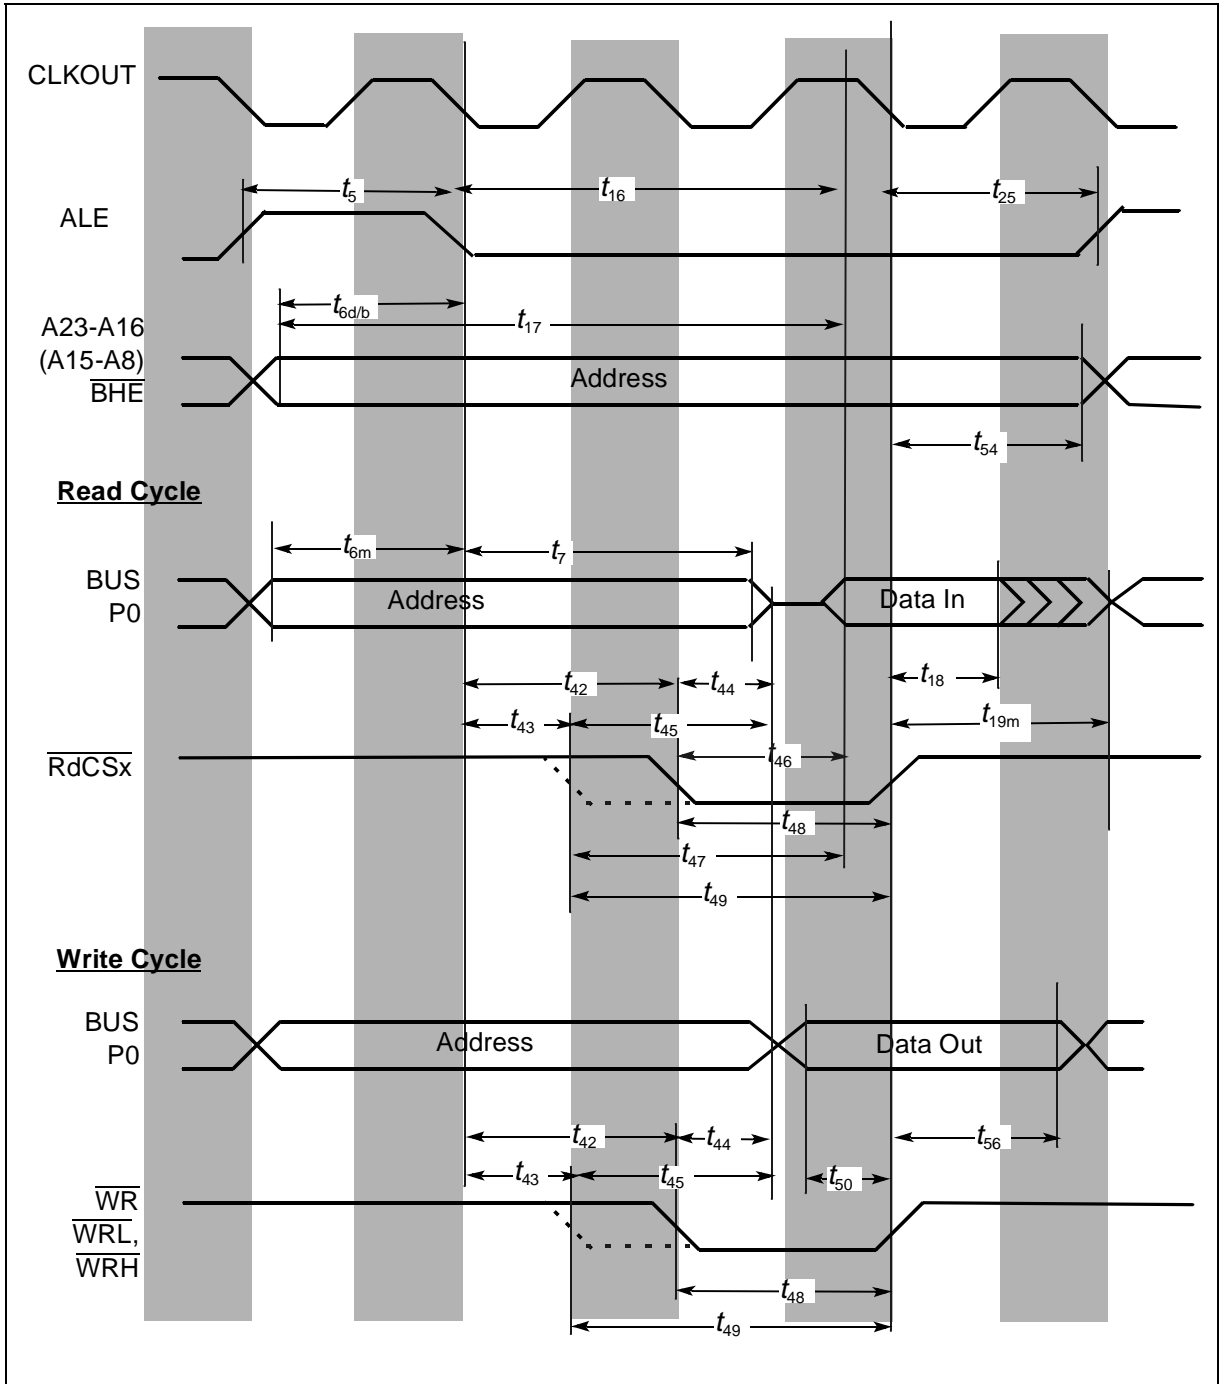 CLKOUT
t5 t16 t25
ALE
t6d/b
A23-A16 t17
(A15-A8)
BHE Address
t54
Read Cycle
t6m t7
BUS
P0 Address Data In
t42 t44 t18
t43 t45 t19m
RdCSx t46
t48
t47
t49
Write Cycle
BUS
P0 Address Data Out
t42 t44 t56
t43 t45 t50
WR
WRL,
WRH
t48
t49